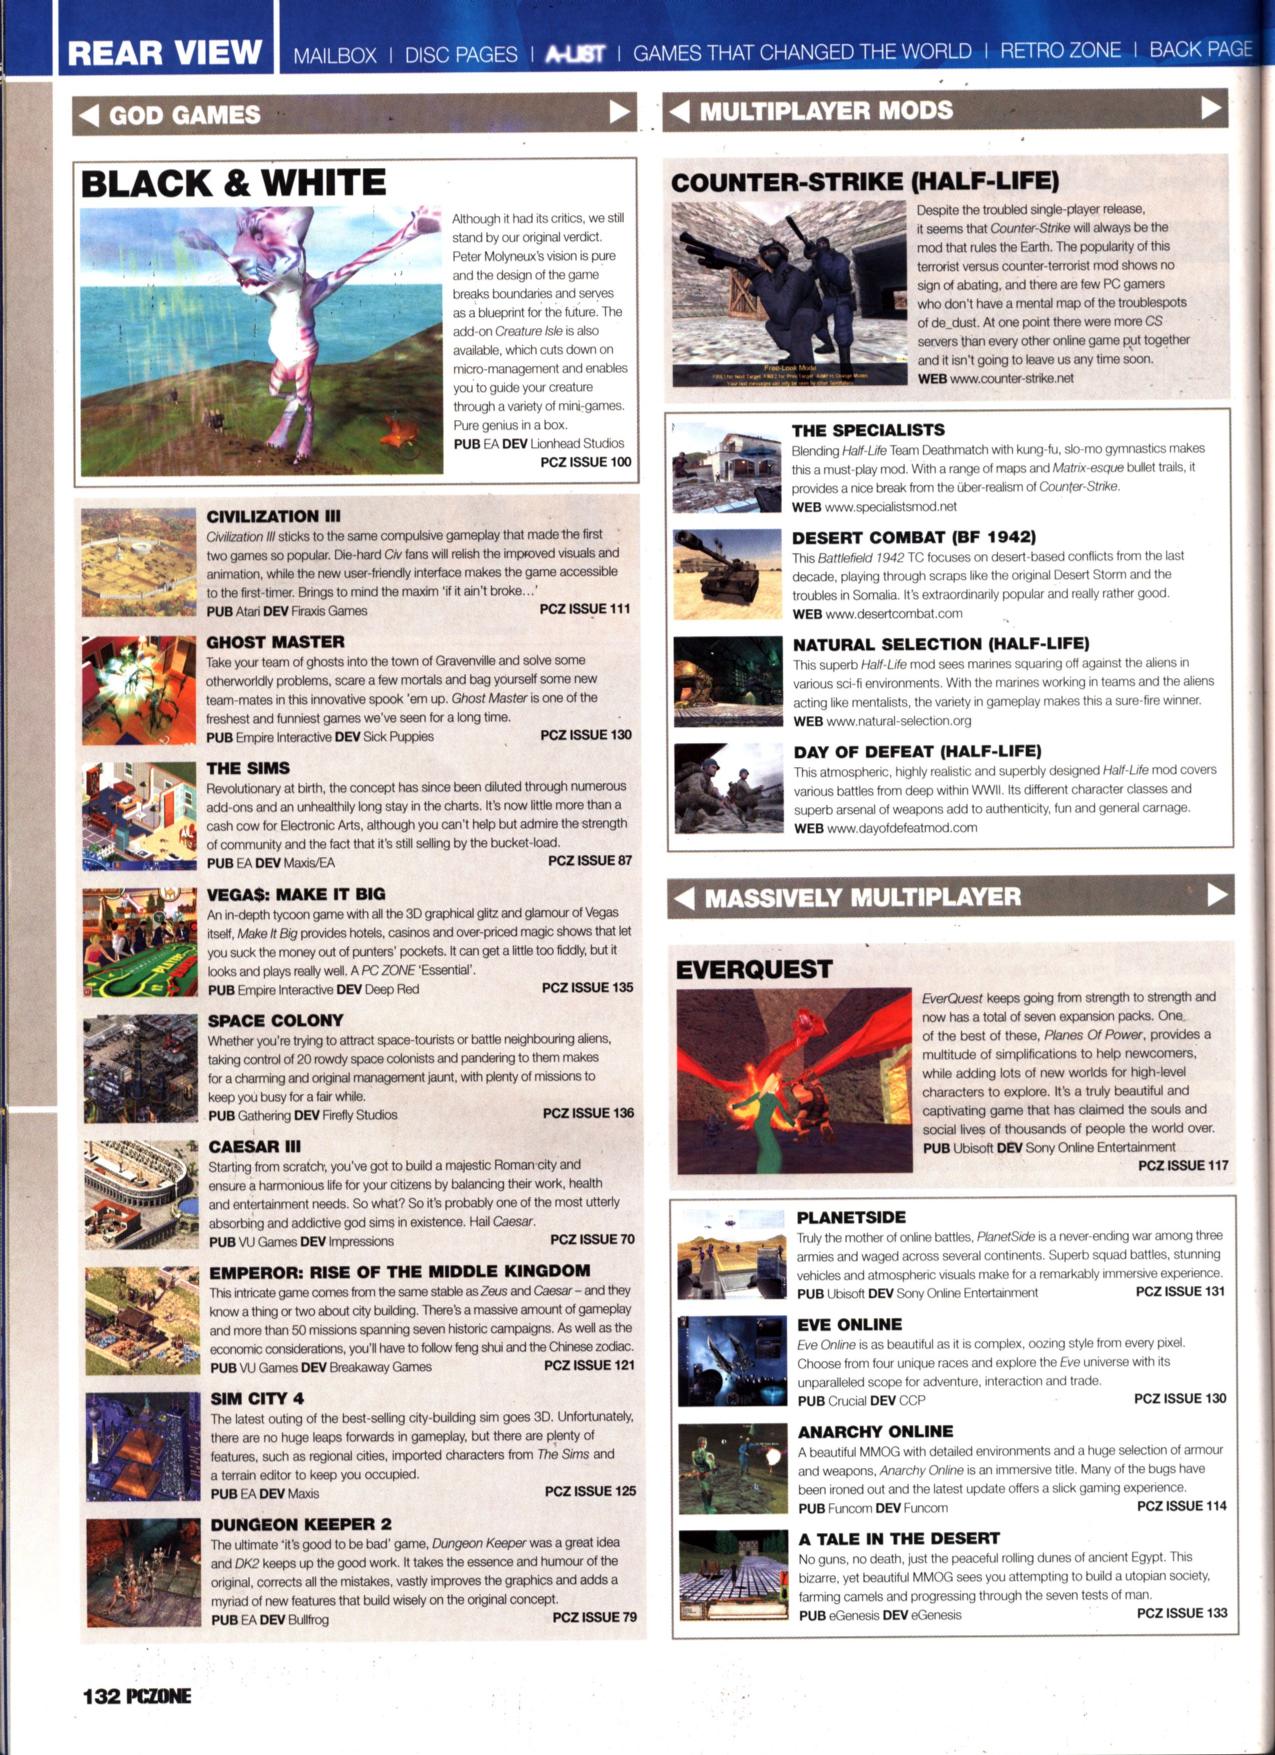 REAR VIEW
MAILBOX | DISC PAGES | A-LIST | GAMES THAT CHANGED THE WORLD | RETRO ZONE | BACK PAGE
GOD GAMES
BLACK & WHITE
Although it had its critics, we still
stand by our original verdict.
Peter Molyneux's vision is pure
and the design of the game
breaks boundaries and serves
as a blueprint for the future. The
add-on Creature Isle is also
available, which cuts down on
micro-management and enables
you to guide your creature
through a variety of mini-games.
Pure genius in a box.
PUB EA DEV Lionhead Studios
PCZ ISSUE 100
CIVILIZATION III
Civilization III sticks to the same compulsive gameplay that made the first
two games so popular. Die-hard Civ fans will relish the improved visuals and
animation, while the new user-friendly interface makes the game accessible
to the first-timer. Brings to mind the maxim 'if it ain't broke...'
PUB Atari DEV Firaxis Games PCZ ISSUE 111
GHOST MASTER
Take your team of ghosts into the town of Gravenville and solve some
otherworldly problems, scare a few mortals and bag yourself some new
team-mates in this innovative spook 'em up. Ghost Master is one of the
freshest and funniest games we've seen for a long time.
PUB Empire Interactive DEV Sick Puppies PCZ ISSUE 130
THE SIMS
Revolutionary at birth, the concept has since been diluted through numerous
add-ons and an unhealthily long stay in the charts. It's now little more than a
cash cow for Electronic Arts, although you can't help but admire the strength
of community and the fact that it's still selling by the bucket-load.
PUB EA DEV Maxis/EA PCZ ISSUE 87
VEGA$: MAKE IT BIG
An in-depth tycoon game with all the 3D graphical glitz and glamour of Vegas
itself, Make It Big provides hotels, casinos and over-priced magic shows that let
you suck the money out of punters' pockets. It can get a little too fiddly, but it
looks and plays really well. A PC ZONE 'Essential'.
PUB Empire Interactive DEV Deep Red PCZ ISSUE 135
SPACE COLONY
Whether you're trying to attract space-tourists or battle neighbouring aliens,
taking control of 20 rowdy space colonists and pandering to them makes
for a charming and original management jaunt, with plenty of missions to
keep you busy for a fair while.
PUB Gathering DEV Firefly Studios PCZ ISSUE 136
CAESAR III
Starting from scratch, you've got to build a majestic Roman city and
ensure a harmonious life for your citizens by balancing their work, health
and entertainment needs. So what? So it's probably one of the most utterly
absorbing and addictive god sims in existence. Hail Caesar.
PUB VU Games DEV Impressions PCZ ISSUE 70
EMPEROR: RISE OF THE MIDDLE KINGDOM
This intricate game comes from the same stable as Zeus and Caesar – and they
know a thing or two about city building. There's a massive amount of gameplay
and more than 50 missions spanning seven historic campaigns. As well as the
economic considerations, you'll have to follow feng shui and the Chinese zodiac.
PUB VU Games DEV Breakaway Games PCZ ISSUE 121
SIM CITY 4
The latest outing of the best-selling city-building sim goes 3D. Unfortunately,
there are no huge leaps forwards in gameplay, but there are plenty of
features, such as regional cities, imported characters from The Sims and
a terrain editor to keep you occupied.
PUB EA DEV Maxis PCZ ISSUE 125
DUNGEON KEEPER 2
The ultimate 'it's good to be bad' game, Dungeon Keeper was a great idea
and DK2 keeps up the good work. It takes the essence and humour of the
original, corrects all the mistakes, vastly improves the graphics and adds a
myriad of new features that build wisely on the original concept.
PUB EA DEV Bullfrog PCZ ISSUE 79
MULTIPLAYER MODS
COUNTER-STRIKE (HALF-LIFE)
Free-Look Mode
Despite the troubled single-player release,
it seems that Counter-Strike will always be the
mod that rules the Earth. The popularity of this
terrorist versus counter-terrorist mod shows no
sign of abating, and there are few PC gamers
who don't have a mental map of the troublespots
of de_dust. At one point there were more CS
servers than every other online game put together
and it isn't going to leave us any time soon.
WEB www.counter-strike.net
THE SPECIALISTS
Blending Half-Life Team Deathmatch with kung-fu, slo-mo gymnastics makes
this a must-play mod. With a range of maps and Matrix-esque bullet trails, it
provides a nice break from the über-realism of Counter-Strike.
WEB www.specialistsmod.net
DESERT COMBAT (BF 1942)
This Battlefield 1942 TC focuses on desert-based conflicts from the last
decade, playing through scraps like the original Desert Storm and the
troubles in Somalia. It's extraordinarily popular and really rather good.
WEB www.desertcombat.com
NATURAL SELECTION (HALF-LIFE)
This superb Half-Life mod sees marines squaring off against the aliens in
various sci-fi environments. With the marines working in teams and the aliens
acting like mentalists, the variety in gameplay makes this a sure-fire winner.
WEB www.natural-selection.org
DAY OF DEFEAT (HALF-LIFE)
This atmospheric, highly realistic and superbly designed Half-Life mod covers
various battles from deep within WWII. Its different character classes and
superb arsenal of weapons add to authenticity, fun and general carnage.
WEB www.dayofdefeatmod.com
MASSIVELY MULTIPLAYER
EVERQUEST
EverQuest keeps going from strength to strength and
now has a total of seven expansion packs. One
of the best of these, Planes Of Power, provides a
multitude of simplifications to help newcomers,
while adding lots of new worlds for high-level
characters to explore. It's a truly beautiful and
captivating game that has claimed the souls and
social lives of thousands of people the world over.
PUB Ubisoft DEV Sony Online Entertainment
PCZ ISSUE 117
PLANETSIDE
Truly the mother of online battles, PlanetSide is a never-ending war among three
armies and waged across several continents. Superb squad battles, stunning
vehicles and atmospheric visuals make for a remarkably immersive experience.
PUB Ubisoft DEV Sony Online Entertainment PCZ ISSUE 131
EVE ONLINE
Eve Online is as beautiful as it is complex, oozing style from every pixel.
Choose from four unique races and explore the Eve universe with its
unparalleled scope for adventure, interaction and trade.
PUB Crucial DEV CCP PCZ ISSUE 130
ANARCHY ONLINE
A beautiful MMOG with detailed environments and a huge selection of armour
and weapons, Anarchy Online is an immersive title. Many of the bugs have
been ironed out and the latest update offers a slick gaming experience.
PUB Funcom DEV Funcom PCZ ISSUE 114
A TALE IN THE DESERT
No guns, no death, just the peaceful rolling dunes of ancient Egypt. This
bizarre, yet beautiful MMOG sees you attempting to build a utopian society,
farming camels and progressing through the seven tests of man.
PUB eGenesis DEV eGenesis PCZ ISSUE 133
132 PCZONE